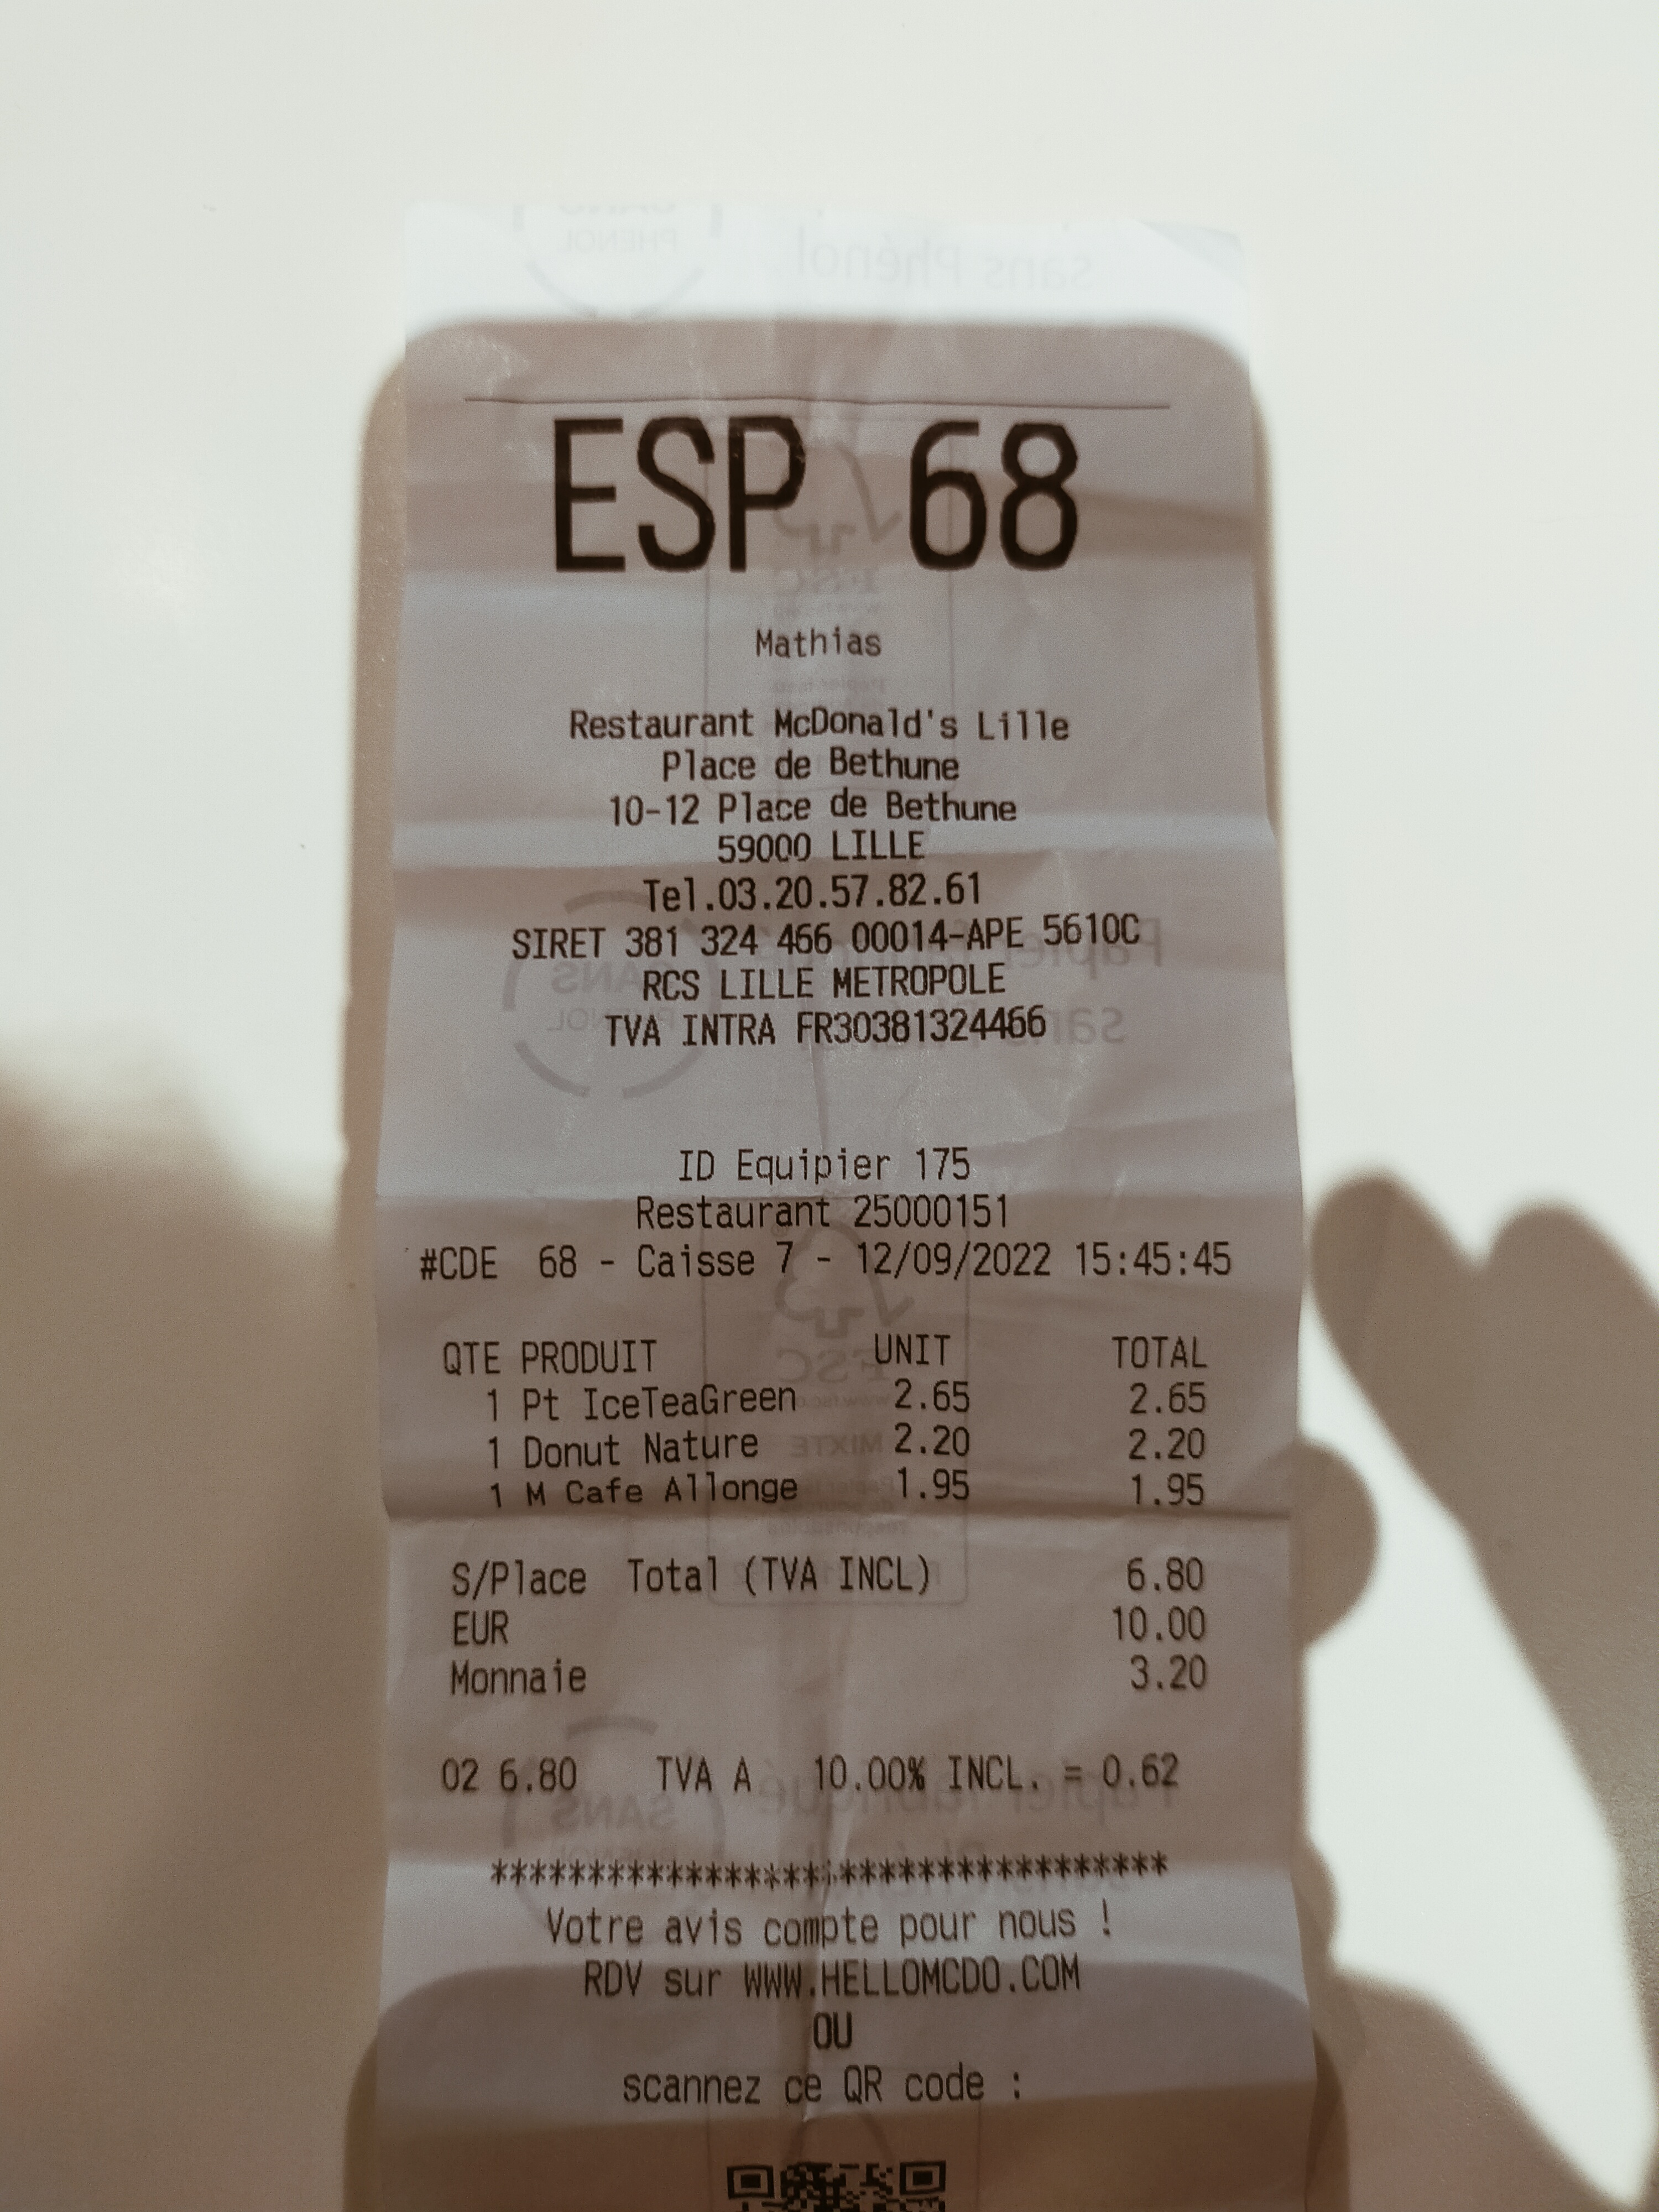 ESP 68
Mathias
Restaurant McDonald's Lille
Place de Bethune
10-12 Place de Bethune
59000 LILLE
Tel.03.20.57.82.61
SIRET 381 324 466 00014-APE 5610C
RCS LILLE METROPOLE
TVA INTRA FR30381324466
ID Equipier 175
Restaurant 25000151
#CDE 68 - Caisse 7 - 12/09/2022 15:45:45
QTE PRODUIT UNIT TOTAL
1 Pt IceTeaGreen 2.65 2.65
1 Donut Nature 2.20 2.20
1 M Cafe Allonge 1.95 1.95
S/Place Total (TVA INCL) 6.80
EUR 10.00
Monnaie 3.20
02 6.80 TVA A 10.00% INCL. = 0.62
***********************************
Votre avis compte pour nous !
RDV sur WWW.HELLOMCDO.COM
OU
scannez ce QR code :